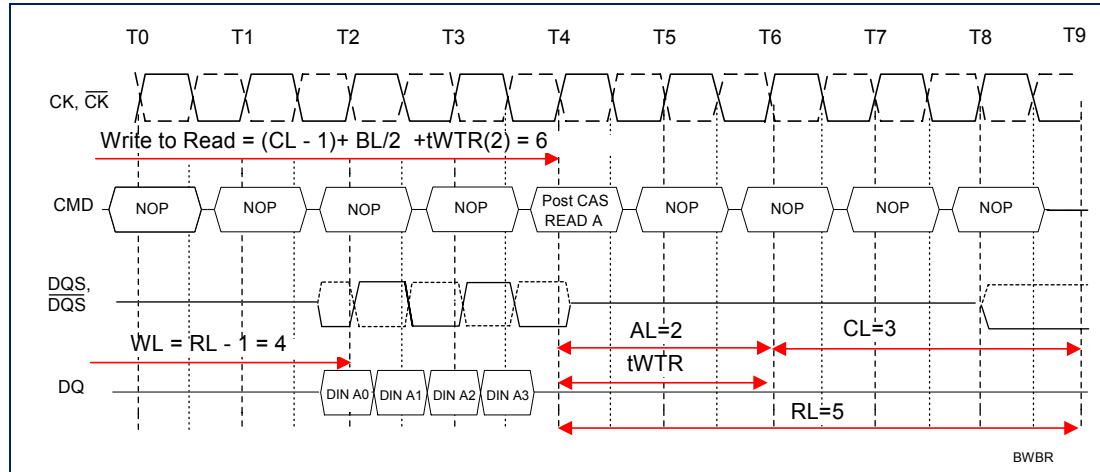 T0 T1 T2 T3 T4 T5 T6 T7 T8 T9
CK, C̅K̅
Write to Read = (CL - 1)+ BL/2 +tWTR(2) = 6
CMD NOP NOP NOP NOP Post CAS NOP NOP NOP NOP
READ A
DQS,
D̅Q̅S̅
AL=2 CL=3
WL = RL - 1 = 4
tWTR
DQ DIN A0 DIN A1 DIN A2 DIN A3
RL=5
BWBR